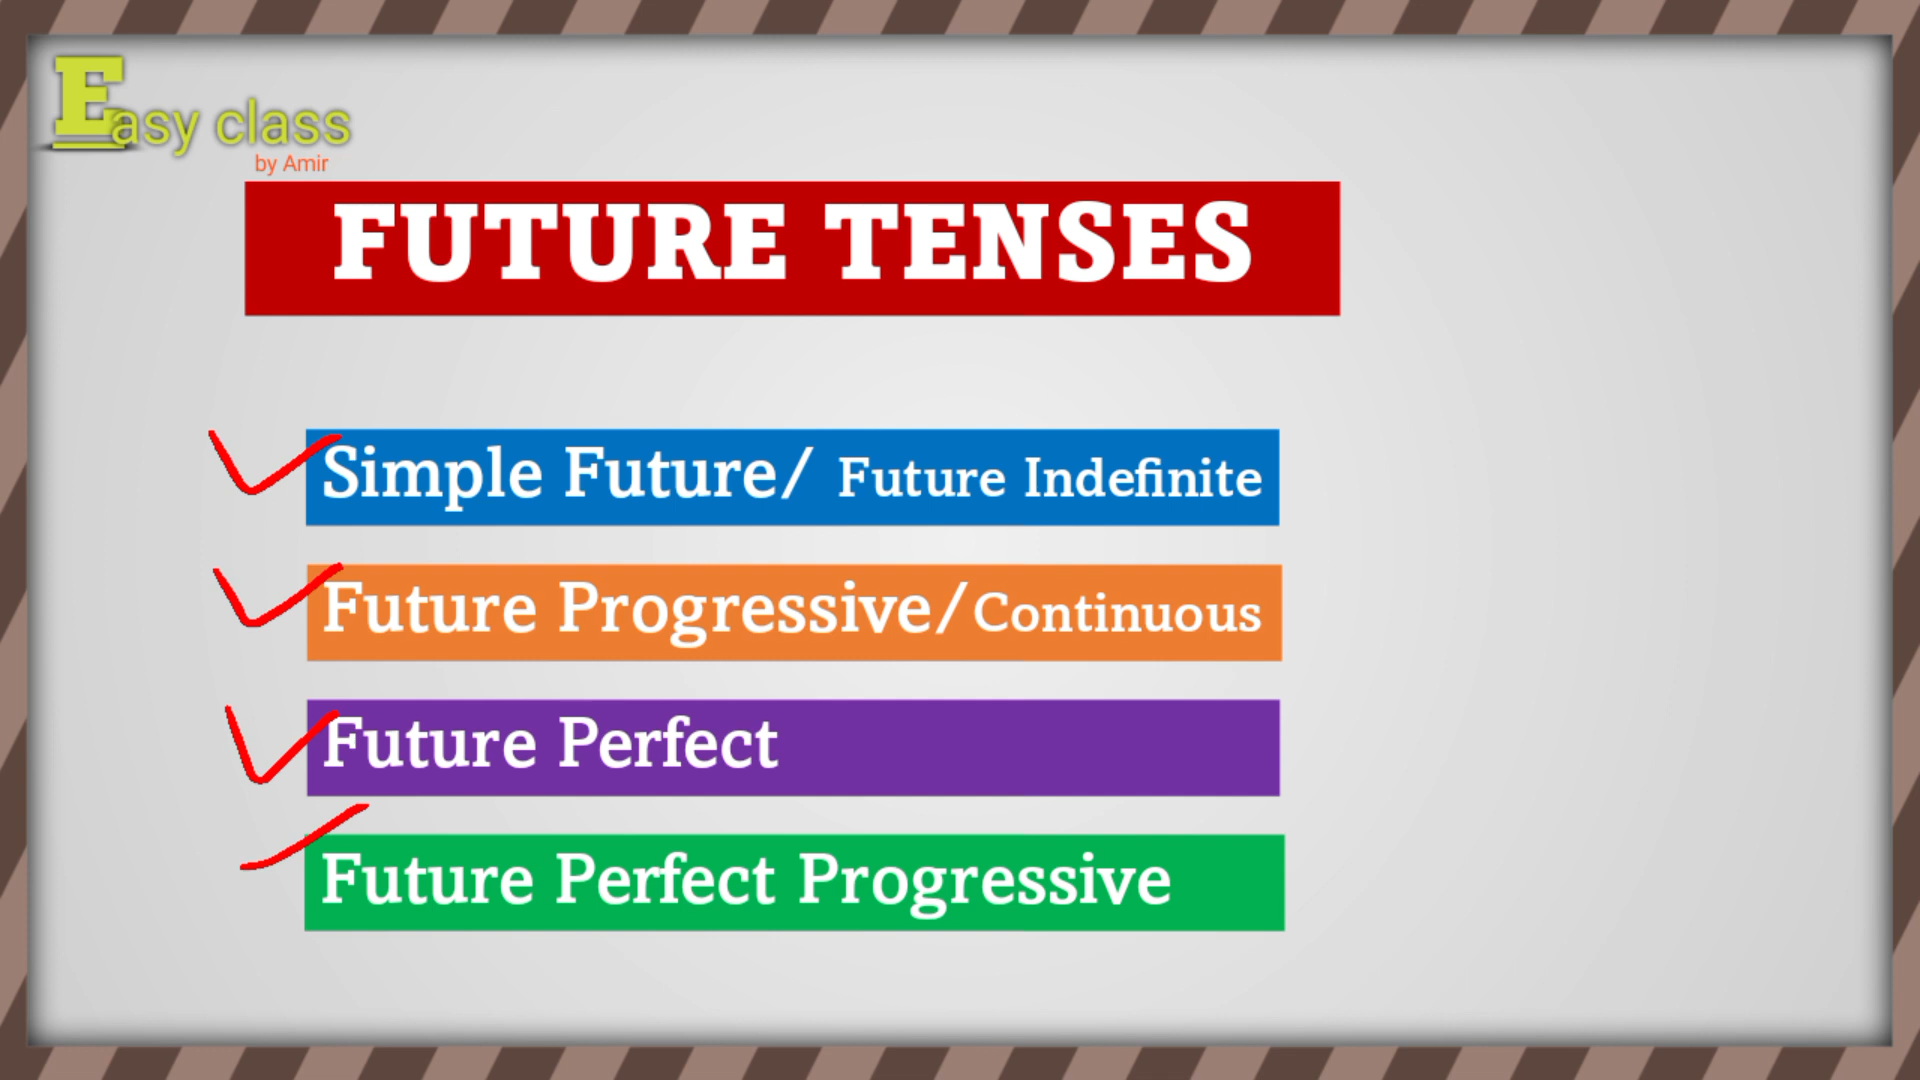 Easy class
by Amir
FUTURE TENSES
Simple Future/ Future Indefinite
Future Progressive/Continuous
Future Perfect
Future Perfect Progressive